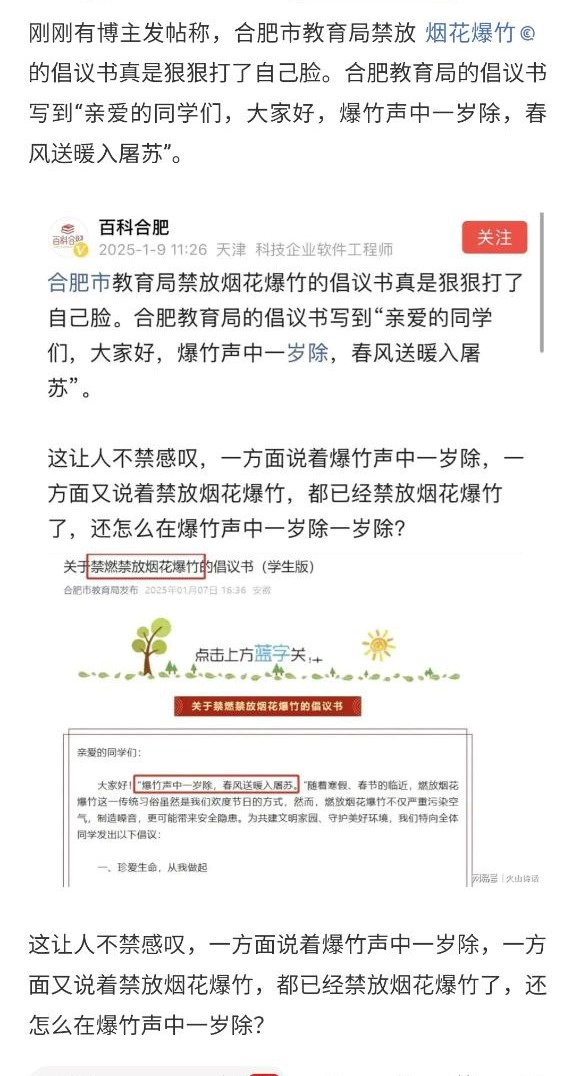 刚刚有博主发帖称，合肥市教育局禁放 烟花爆竹
的倡议书真是狠狠打了自己脸。合肥教育局的倡议书
写到“亲爱的同学们，大家好，爆竹声中一岁除，春
风送暖入屠苏”。
百科合肥
百科合肥
2025-1-9 11:26 天津 科技企业软件工程师
关注
合肥市教育局禁放烟花爆竹的倡议书真是狠狠打了
自己脸。合肥教育局的倡议书写到“亲爱的同学
们，大家好，爆竹声中一岁除，春风送暖入屠
苏”。
这让人不禁感叹，一方面说着爆竹声中一岁除，一
方面又说着禁放烟花爆竹，都已经禁放烟花爆竹
了，还怎么在爆竹声中一岁除一岁除？
关于禁燃禁放烟花爆竹的倡议书（学生版）
合肥市教育局发布 2025年01月07日 16:36 安徽
点击上方蓝字关
关于禁燃禁放烟花爆竹的倡议书
亲爱的同学们：
大家好！“爆竹声中一岁除，春风送暖入屠苏。”随着寒假、春节的临近，燃放烟花
爆竹这一传统习俗虽然是我们欢度节日的方式，然而，燃放烟花爆竹不仅严重污染空
气，制造噪音，更可能带来安全隐患。为共建文明家园、守护美好环境，我们特向全体
同学发出以下倡议：
一、珍爱生命，从我做起
网易号 | 火山诗话
这让人不禁感叹，一方面说着爆竹声中一岁除，一方
面又说着禁放烟花爆竹，都已经禁放烟花爆竹了，还
怎么在爆竹声中一岁除？